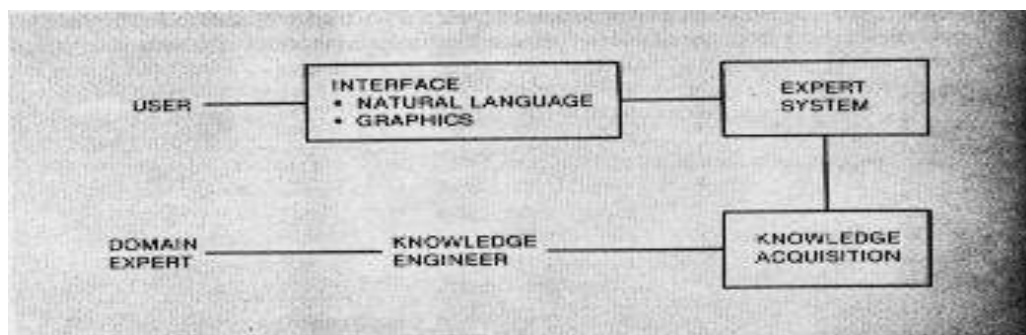 USER
INTERFACE
• NATURAL LANGUAGE
• GRAPHICS
EXPERT
SYSTEM
DOMAIN
EXPERT
KNOWLEDGE
ENGINEER
KNOWLEDGE
ACQUISITION